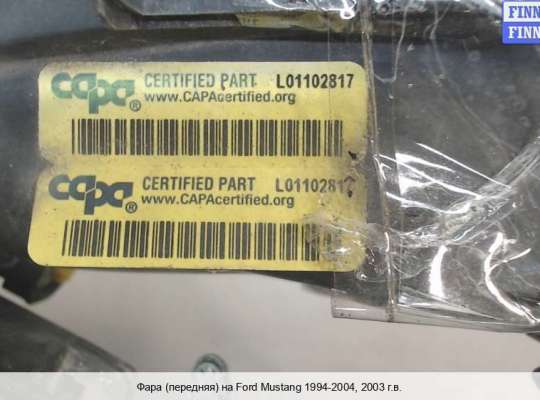 FINN
FINN
capa® CERTIFIED PART L01102817
www.CAPAcertified.org
capa® CERTIFIED PART L01102817
www.CAPAcertified.org
Фара (передняя) на Ford Mustang 1994-2004, 2003 г.в.